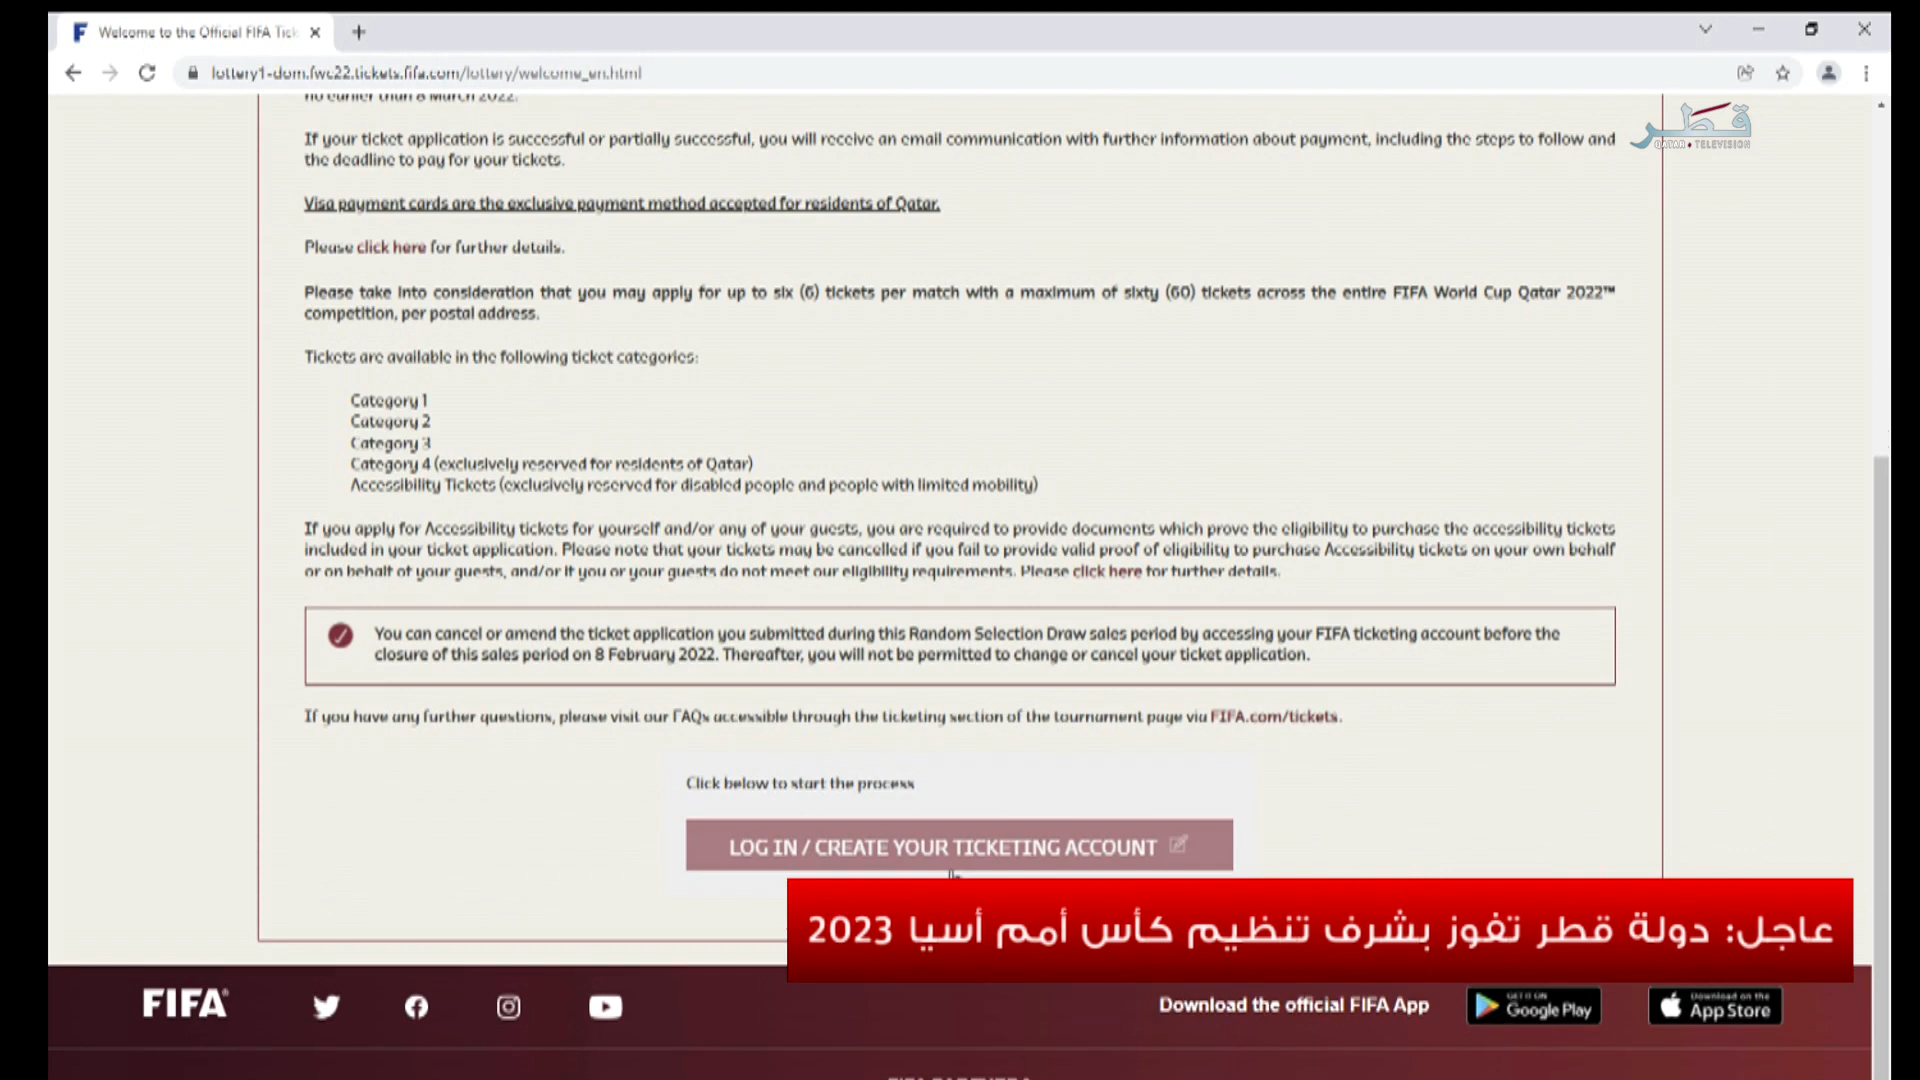 Welcome to the Official FIFA Tick
lottery1-dom.fwc22.tickets.fifa.com/lottery/welcome_en.html
no earlier than 8 March 2022.
قطر
QATAR TELEVISION
If your ticket application is successful or partially successful, you will receive an email communication with further information about payment, including the steps to follow and
the deadline to pay for your tickets.
Visa payment cards are the exclusive payment method accepted for residents of Qatar.
Please click here for further details.
Please take into consideration that you may apply for up to six (6) tickets per match with a maximum of sixty (60) tickets across the entire FIFA World Cup Qatar 2022™
competition, per postal address.
Tickets are available in the following ticket categories:
Category 1
Category 2
Category 3
Category 4 (exclusively reserved for residents of Qatar)
Accessibility Tickets (exclusively reserved for disabled people and people with limited mobility)
If you apply for Accessibility tickets for yourself and/or any of your guests, you are required to provide documents which prove the eligibility to purchase the accessibility tickets
included in your ticket application. Please note that your tickets may be cancelled if you fail to provide valid proof of eligibility to purchase Accessibility tickets on your own behalf
or on behalf of your guests, and/or if you or your guests do not meet our eligibility requirements. Please click here for further details.
You can cancel or amend the ticket application you submitted during this Random Selection Draw sales period by accessing your FIFA ticketing account before the
closure of this sales period on 8 February 2022. Thereafter, you will not be permitted to change or cancel your ticket application.
If you have any further questions, please visit our FAQs accessible through the ticketing section of the tournament page via FIFA.com/tickets.
Click below to start the process
LOG IN / CREATE YOUR TICKETING ACCOUNT
عاجل: دولة قطر تفوز بشرف تنظيم كأس أمم أسيا 2023
FIFA®
Download the official FIFA App
GET IT ON
Google Play
Download on the
App Store